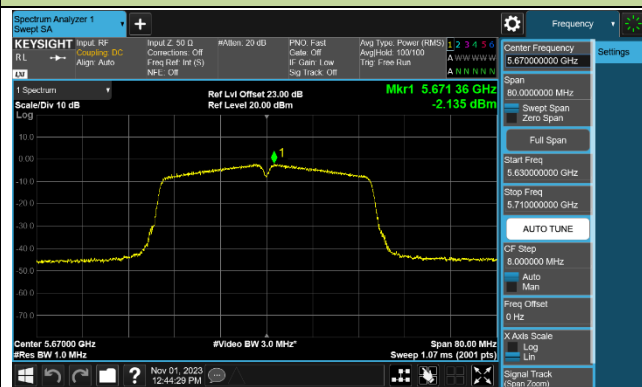 Spectrum Analyzer 1
Swept SA
+
Frequency
KEYSIGHT
RL
LXI
Input: RF
Coupling: DC
Align: Auto
Input Z: 50 Ω
Corrections: Off
Freq Ref: Int (S)
NFE: Off
#Atten: 20 dB
PNO: Fast
Gate: Off
IF Gain: Low
Sig Track: Off
Avg Type: Power (RMS)
Avg|Hold: 100/100
Trig: Free Run
1 2 3 4 5 6
A W W W W W
A N N N N N
1 Spectrum
Scale/Div 10 dB
Log
Ref Lvl Offset 23.00 dB
Ref Level 20.00 dBm
Mkr1 5.671 36 GHz
-2.135 dBm
10.0
0.00
-10.0
-20.0
-30.0
-40.0
-50.0
-60.0
-70.0
1
Center 5.67000 GHz
#Res BW 1.0 MHz
#Video BW 3.0 MHz*
Span 80.00 MHz
Sweep 1.07 ms (2001 pts)
Nov 01, 2023
12:44:29 PM
?
Center Frequency
5.670000000 GHz
Settings
Span
80.0000000 MHz
Swept Span
Zero Span
Full Span
Start Freq
5.630000000 GHz
Stop Freq
5.710000000 GHz
AUTO TUNE
CF Step
8.000000 MHz
Auto
Man
Freq Offset
0 Hz
X Axis Scale
Log
Lin
Signal Track
(Span Zoom)